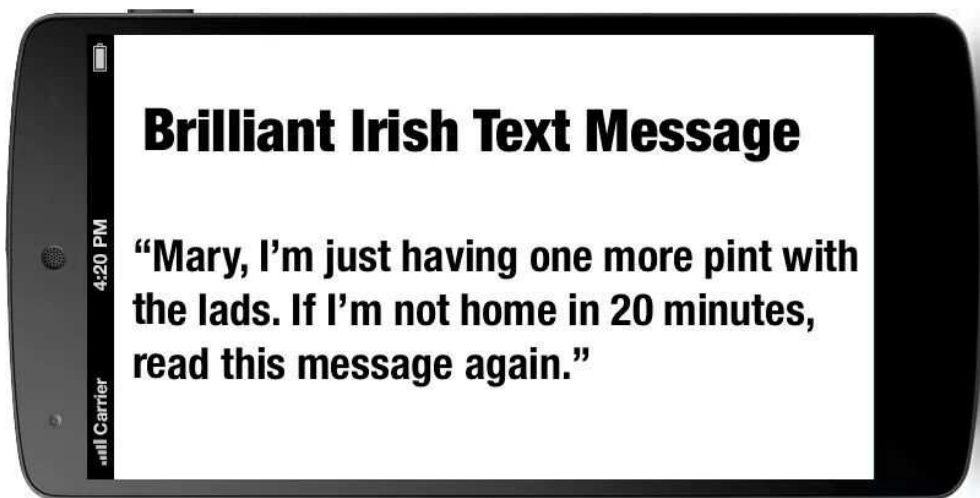 Brilliant Irish Text Message
“Mary, I’m just having one more pint with
the lads. If I’m not home in 20 minutes,
read this message again.”
4:20 PM
Carrier